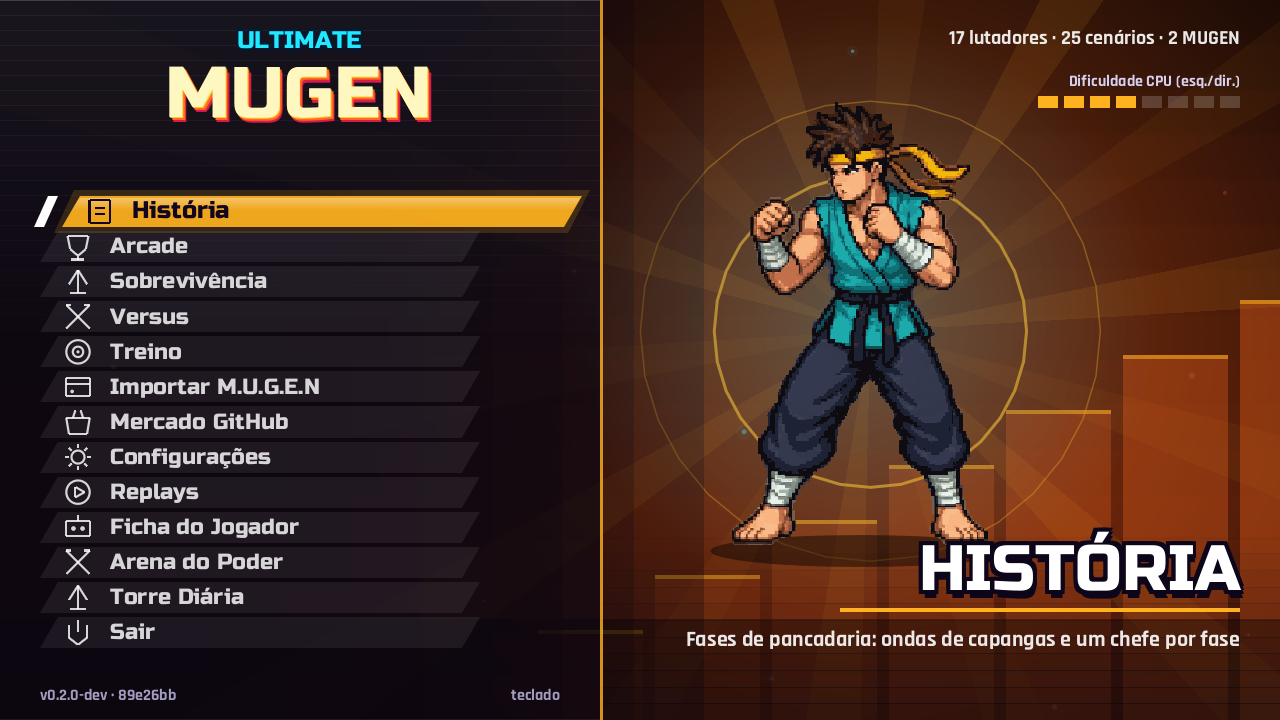 ULTIMATE
MUGEN
História
Arcade
Sobrevivência
Versus
Treino
Importar M.U.G.E.N
Mercado GitHub
Configurações
Replays
Ficha do Jogador
Arena do Poder
Torre Diária
Sair
v0.2.0-dev · 89e26bb
teclado
17 lutadores · 25 cenários · 2 MUGEN
Dificuldade CPU (esq./dir.)
HISTÓRIA
Fases de pancadaria: ondas de capangas e um chefe por fase